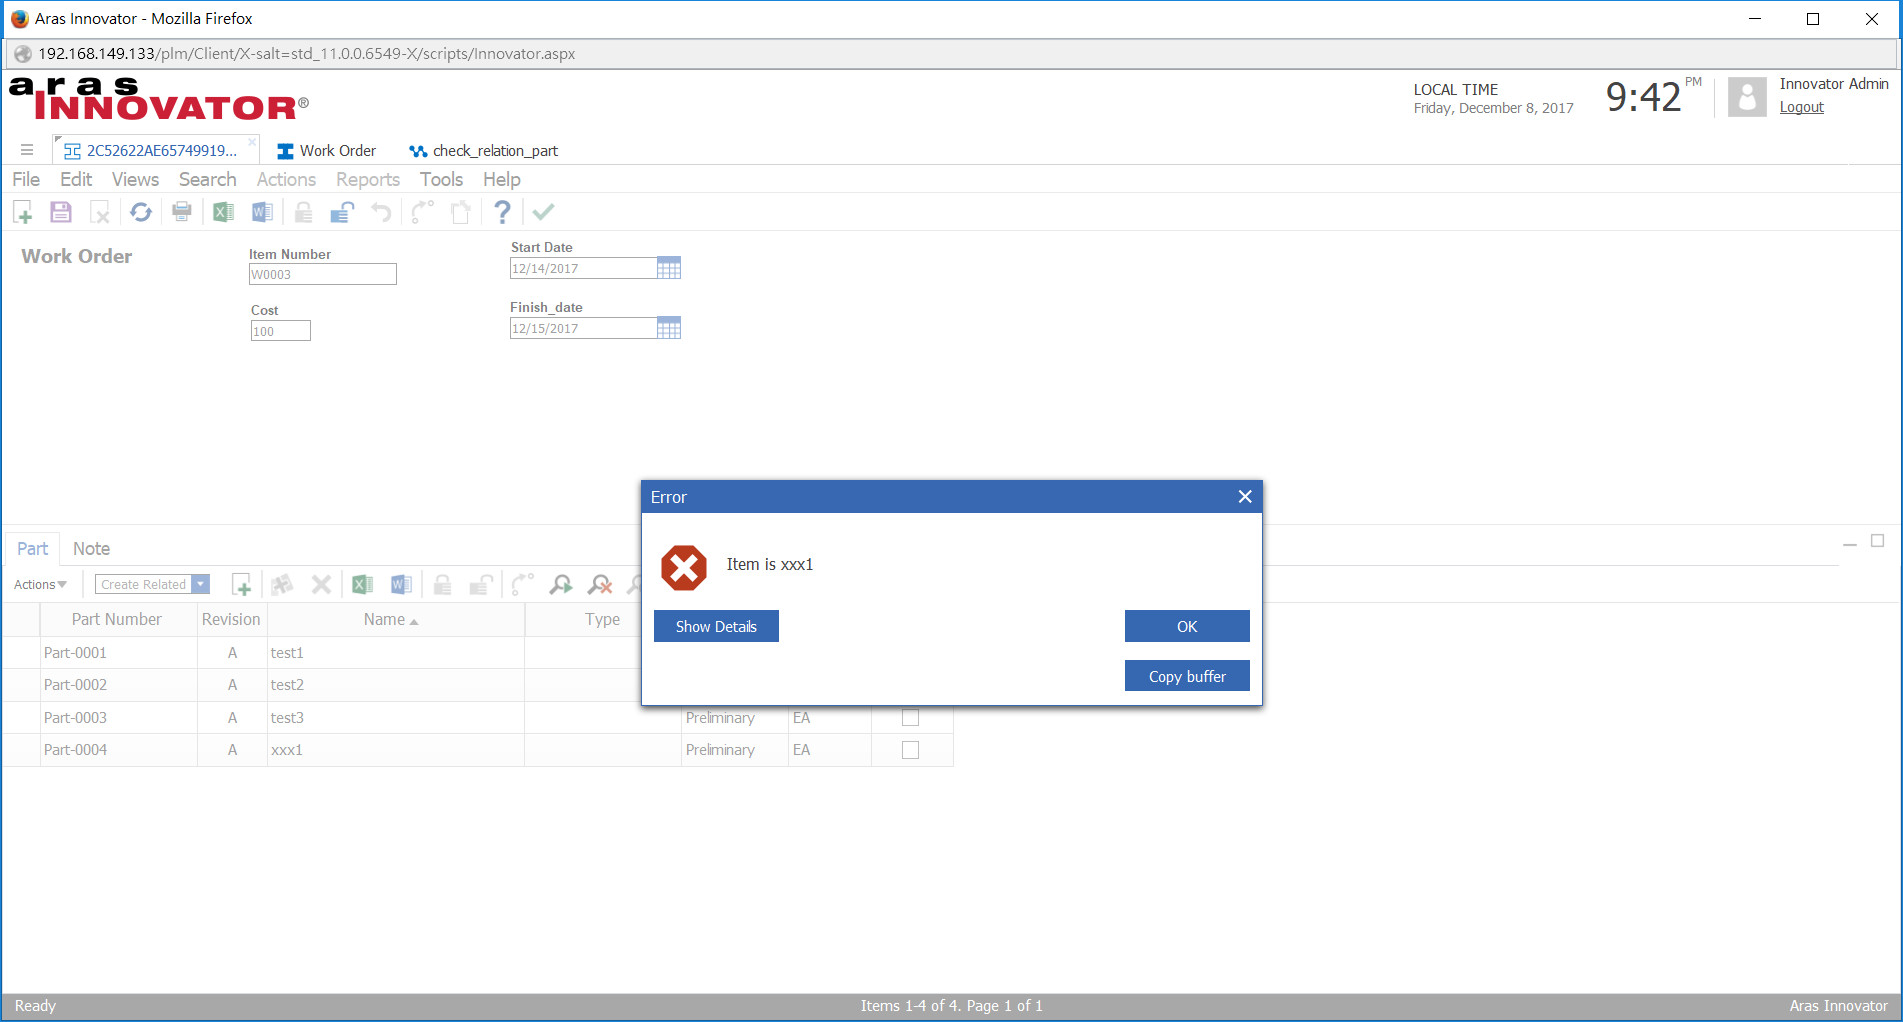 Aras Innovator - Mozilla Firefox
192.168.149.133/plm/Client/X-salt=std_11.0.0.6549-X/scripts/Innovator.aspx
aras
INNOVATOR®
LOCAL TIME
Friday, December 8, 2017
9:42 PM
Innovator Admin
Logout
2C52622AE65749919...
Work Order
check_relation_part
File Edit Views Search Actions Reports Tools Help
Work Order
Item Number
W0003
Start Date
12/14/2017
Cost
100
Finish_date
12/15/2017
Error
Item is xxx1
Show Details
OK
Copy buffer
Part Note
Actions
Create Related
Part Number Revision Name Type
Part-0001 A test1
Part-0002 A test2
Part-0003 A test3 Preliminary EA
Part-0004 A xxx1 Preliminary EA
Ready
Items 1-4 of 4. Page 1 of 1
Aras Innovator